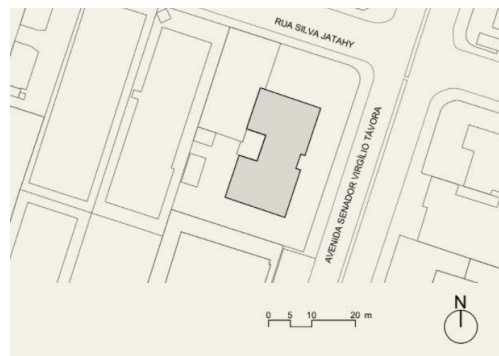 RUA SILVA JATAHY
AVENIDA SENADOR VIRGÍLIO TÁVORA
0 5 10 20 m
N